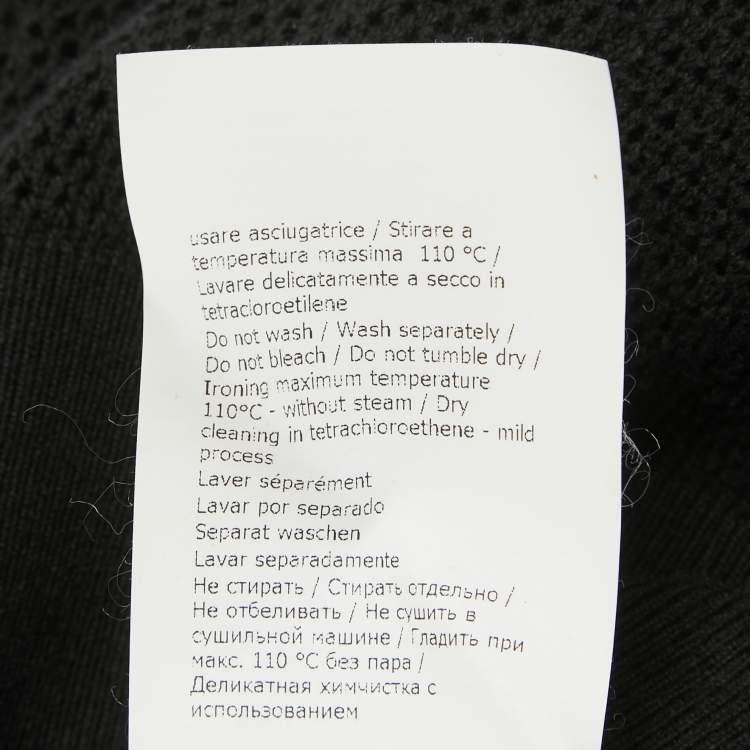 usare asciugatrice / Stirare a
temperatura massima 110 °C /
Lavare delicatamente a secco in
tetracloroetilene
Do not wash / Wash separately /
Do not bleach / Do not tumble dry /
Ironing maximum temperature
110°C - without steam / Dry
cleaning in tetrachloroethene - mild
process
Laver séparément
Lavar por separado
Separat waschen
Lavar separadamente
Не стирать / Стирать отдельно /
Не отбеливать / Не сушить в
сушильной машине / Гладить при
макс. 110 °C без пара /
Деликатная химчистка с
использованием